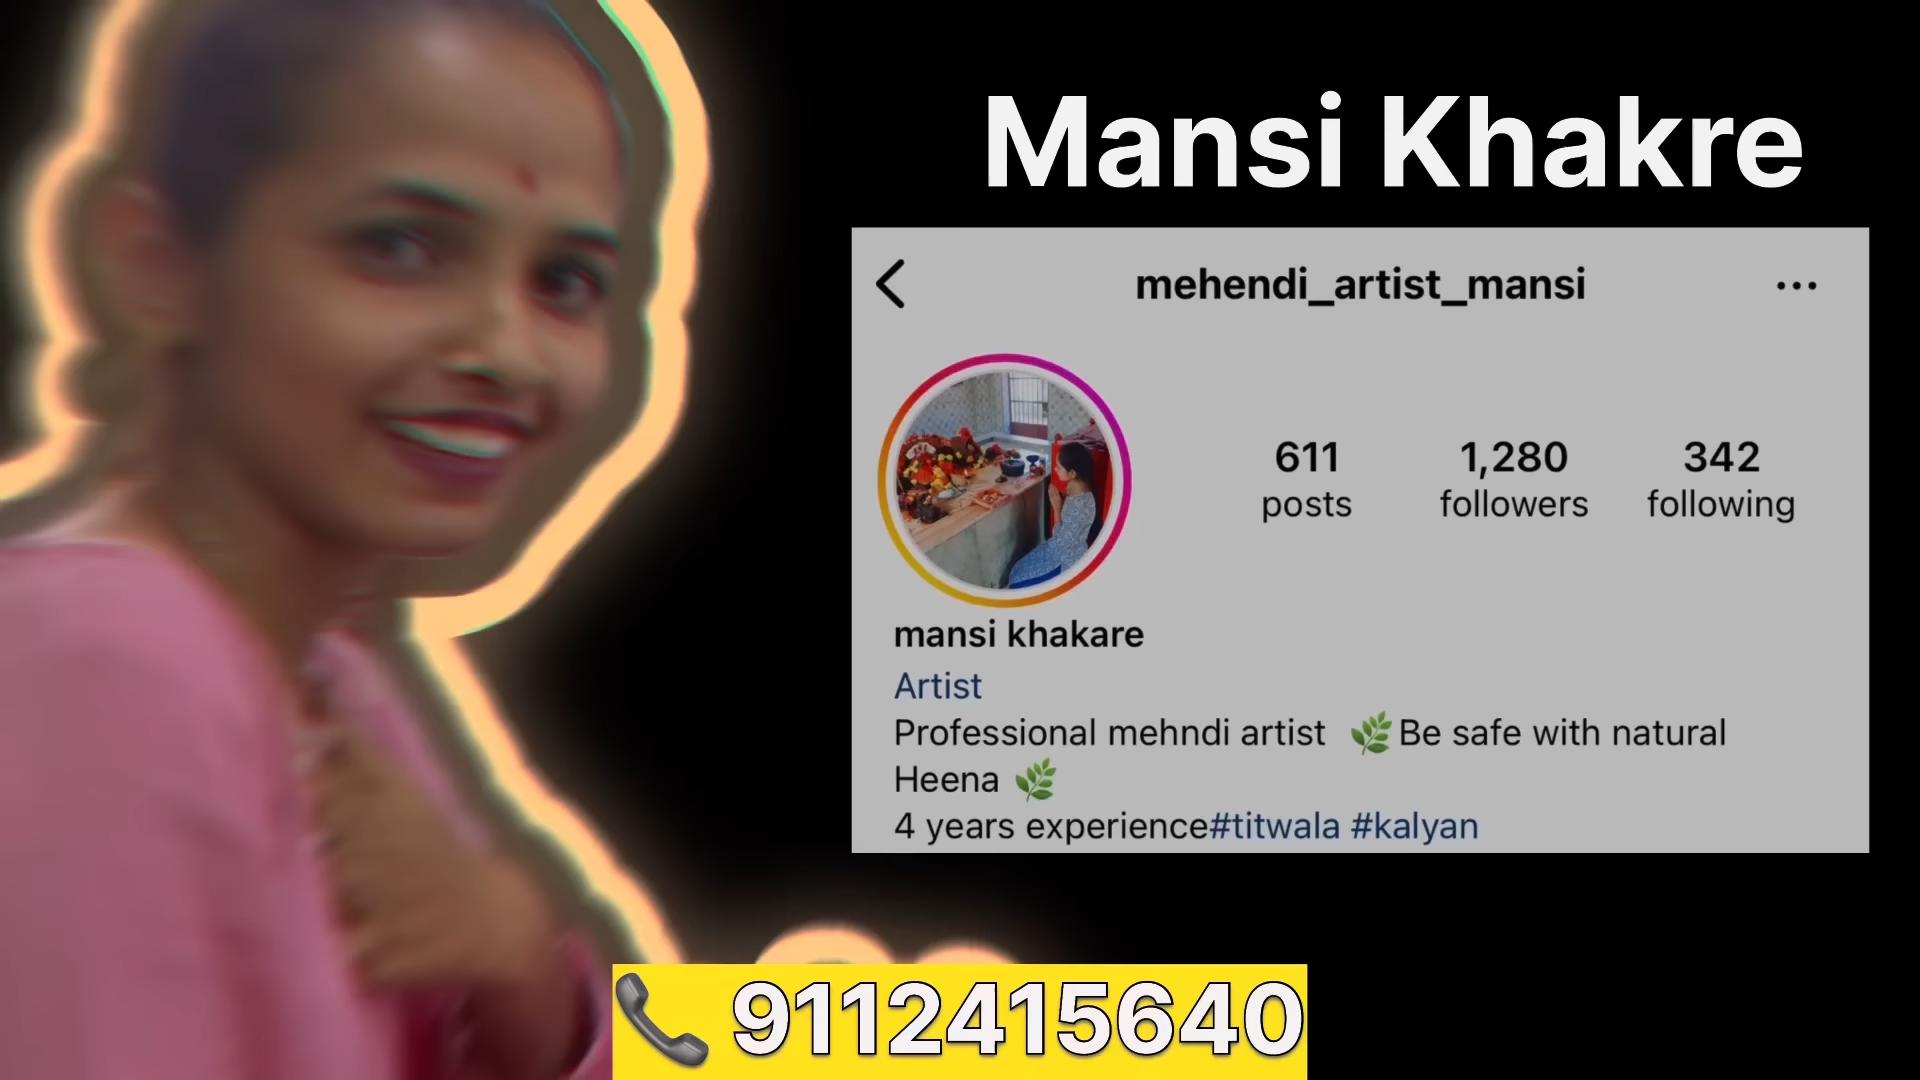 Mansi Khakre
mehendi_artist_mansi
611 1,280 342
posts followers following
mansi khakare
Artist
Professional mehndi artist 🌿Be safe with natural
Heena 🌿
4 years experience#titwala #kalyan
📞 9112415640